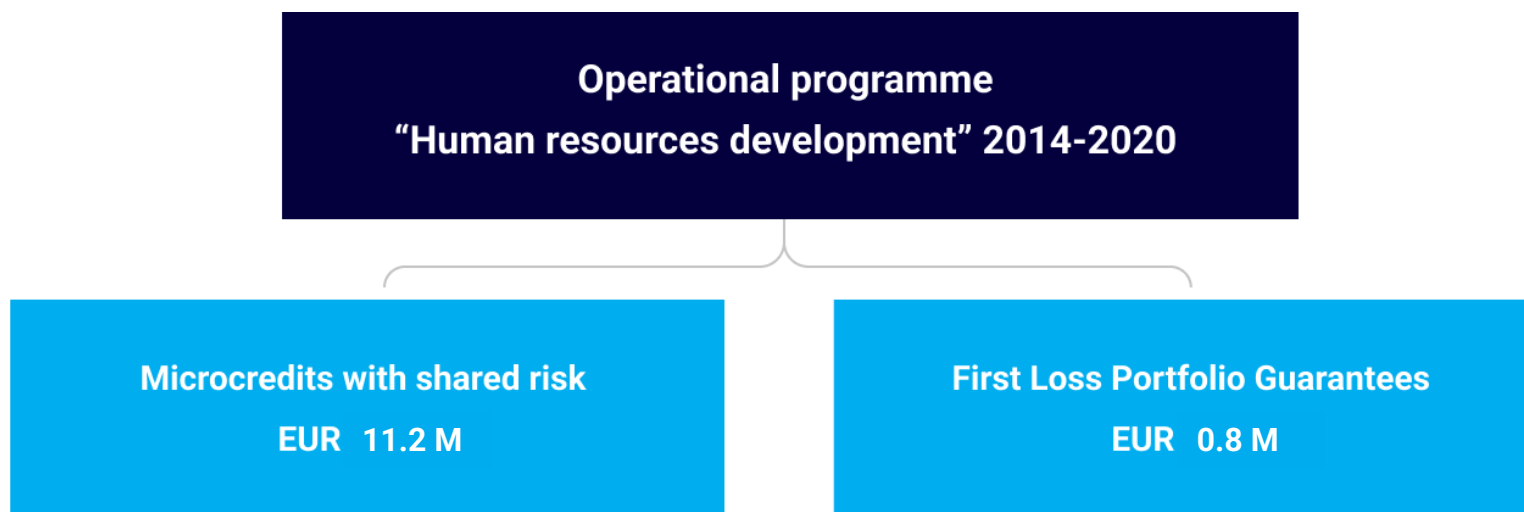 Operational programme
“Human resources development” 2014-2020
Microcredits with shared risk
EUR 11.2 M
First Loss Portfolio Guarantees
EUR 0.8 M